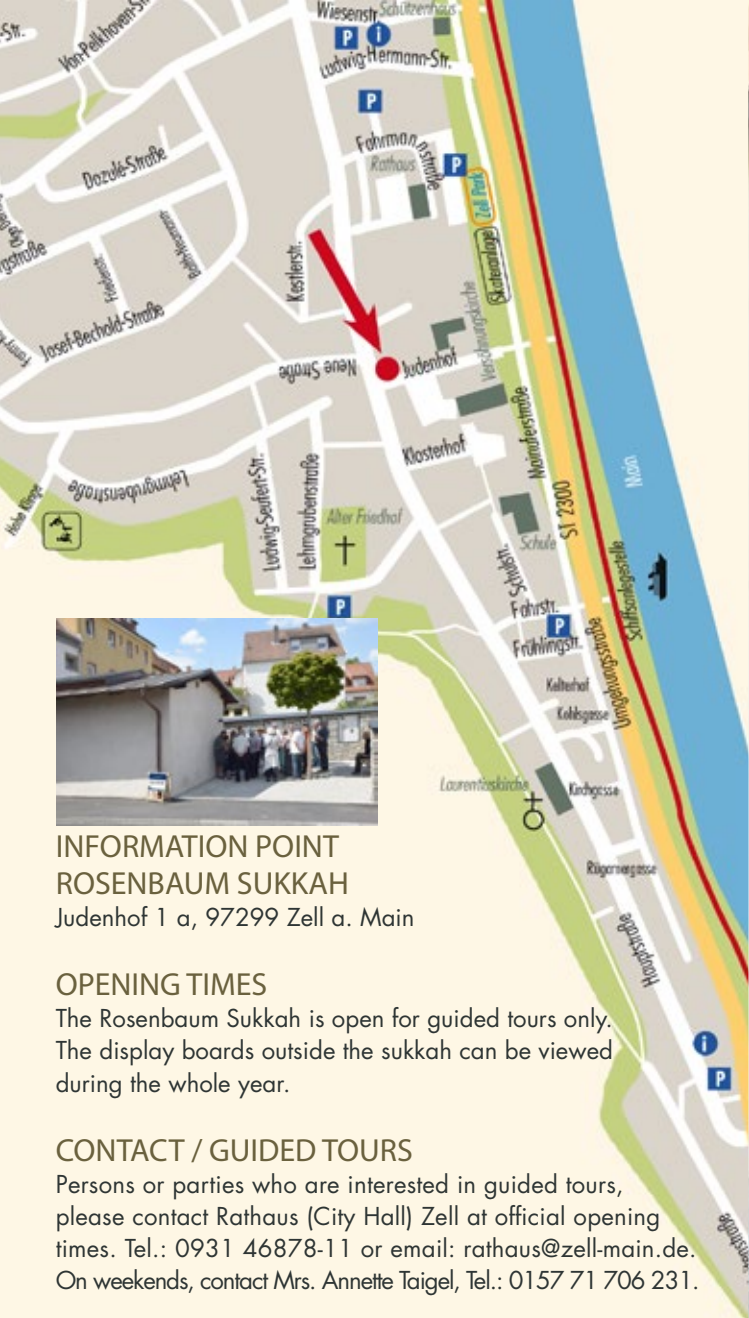 -Str.
Von-Pelkhoven-Str.
Wiesenstr.
Schützenhaus
P
i
Ludwig-Hermann-Str.
P
Fahrmannstraße
Rathaus
P
Zell Park
Dozulé-Straße
Skateranlage
Kestlerstr.
Friedenstr.
Josef-Bechold-Straße
Versöhnungskirche
Neue Straße
Judenhof
Klosterhof
Mainuferstraße
Main
Lehmgrubenstraße
Hohe Klinge
Ludwig-Seufert-Str.
Lehmgrubenstraße
Alter Friedhof
ST 2300
Schule
Schulstr.
Schiffsanlegestelle
P
Fahrstr.
P
Frühlingstr.
Umgehungsstraße
Kelterhof
Kohlsgasse
Laurentiuskirche
Kirchgasse
Hauptstraße
i
P
INFORMATION POINT
ROSENBAUM SUKKAH
Judenhof 1 a, 97299 Zell a. Main
OPENING TIMES
The Rosenbaum Sukkah is open for guided tours only.
The display boards outside the sukkah can be viewed
during the whole year.
CONTACT / GUIDED TOURS
Persons or parties who are interested in guided tours,
please contact Rathaus (City Hall) Zell at official opening
times. Tel.: 0931 46878-11 or email: rathaus@zell-main.de.
On weekends, contact Mrs. Annette Taigel, Tel.: 0157 71 706 231.